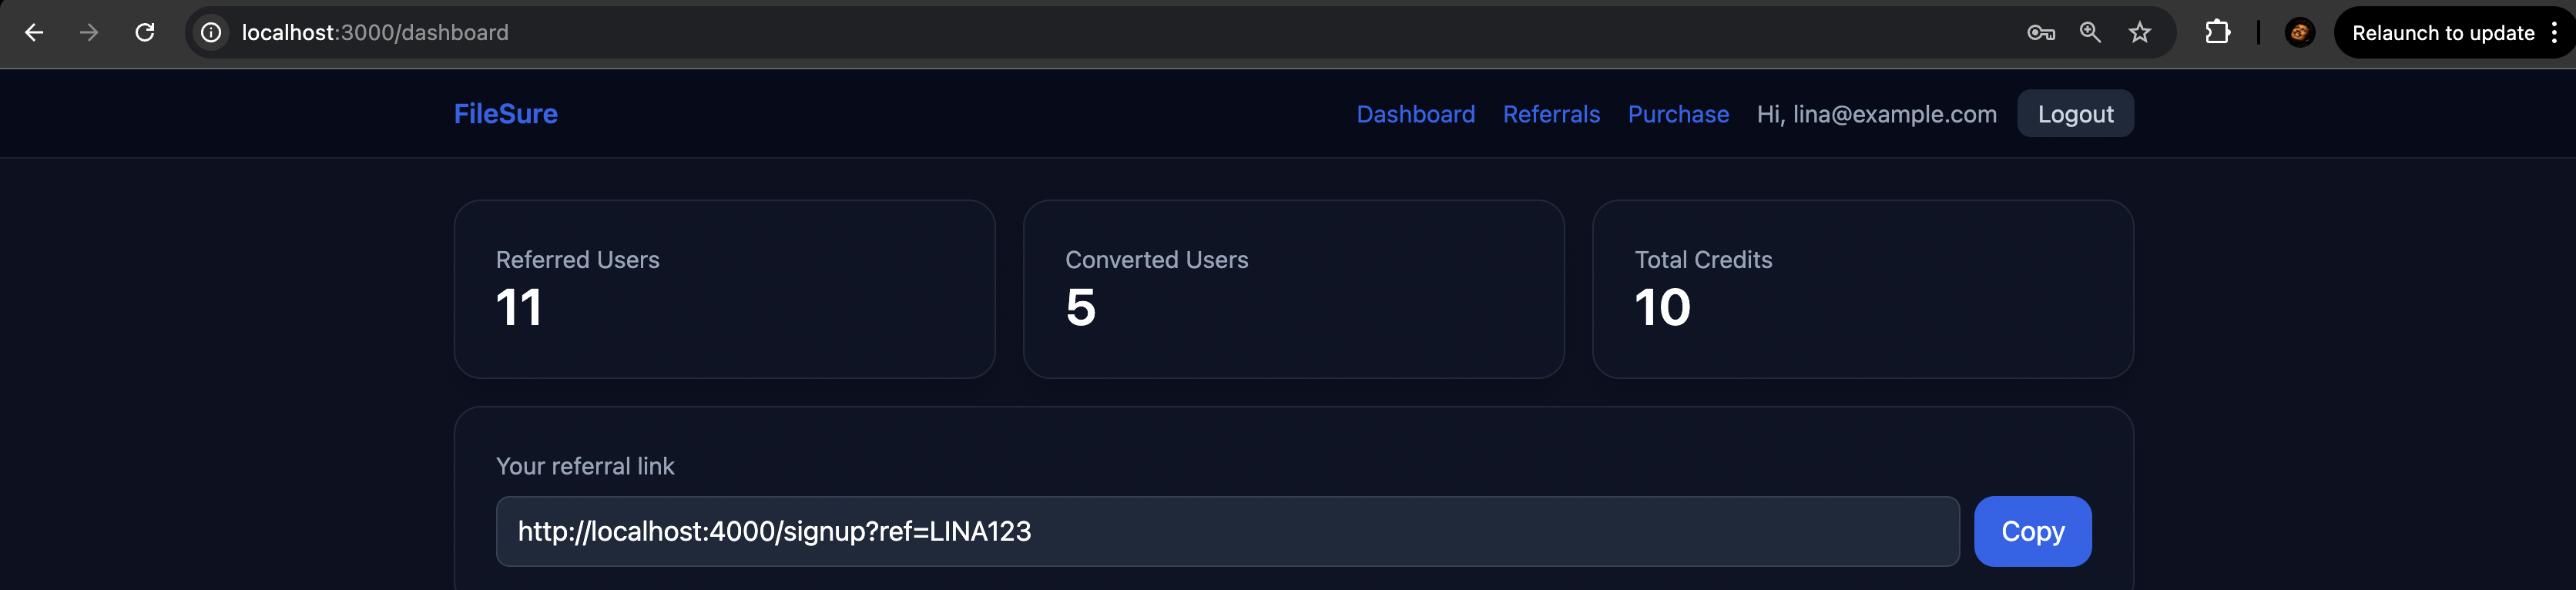 localhost:3000/dashboard
Relaunch to update
FileSure
Dashboard Referrals Purchase Hi, lina@example.com Logout
Referred Users
11
Converted Users
5
Total Credits
10
Your referral link
http://localhost:4000/signup?ref=LINA123
Copy